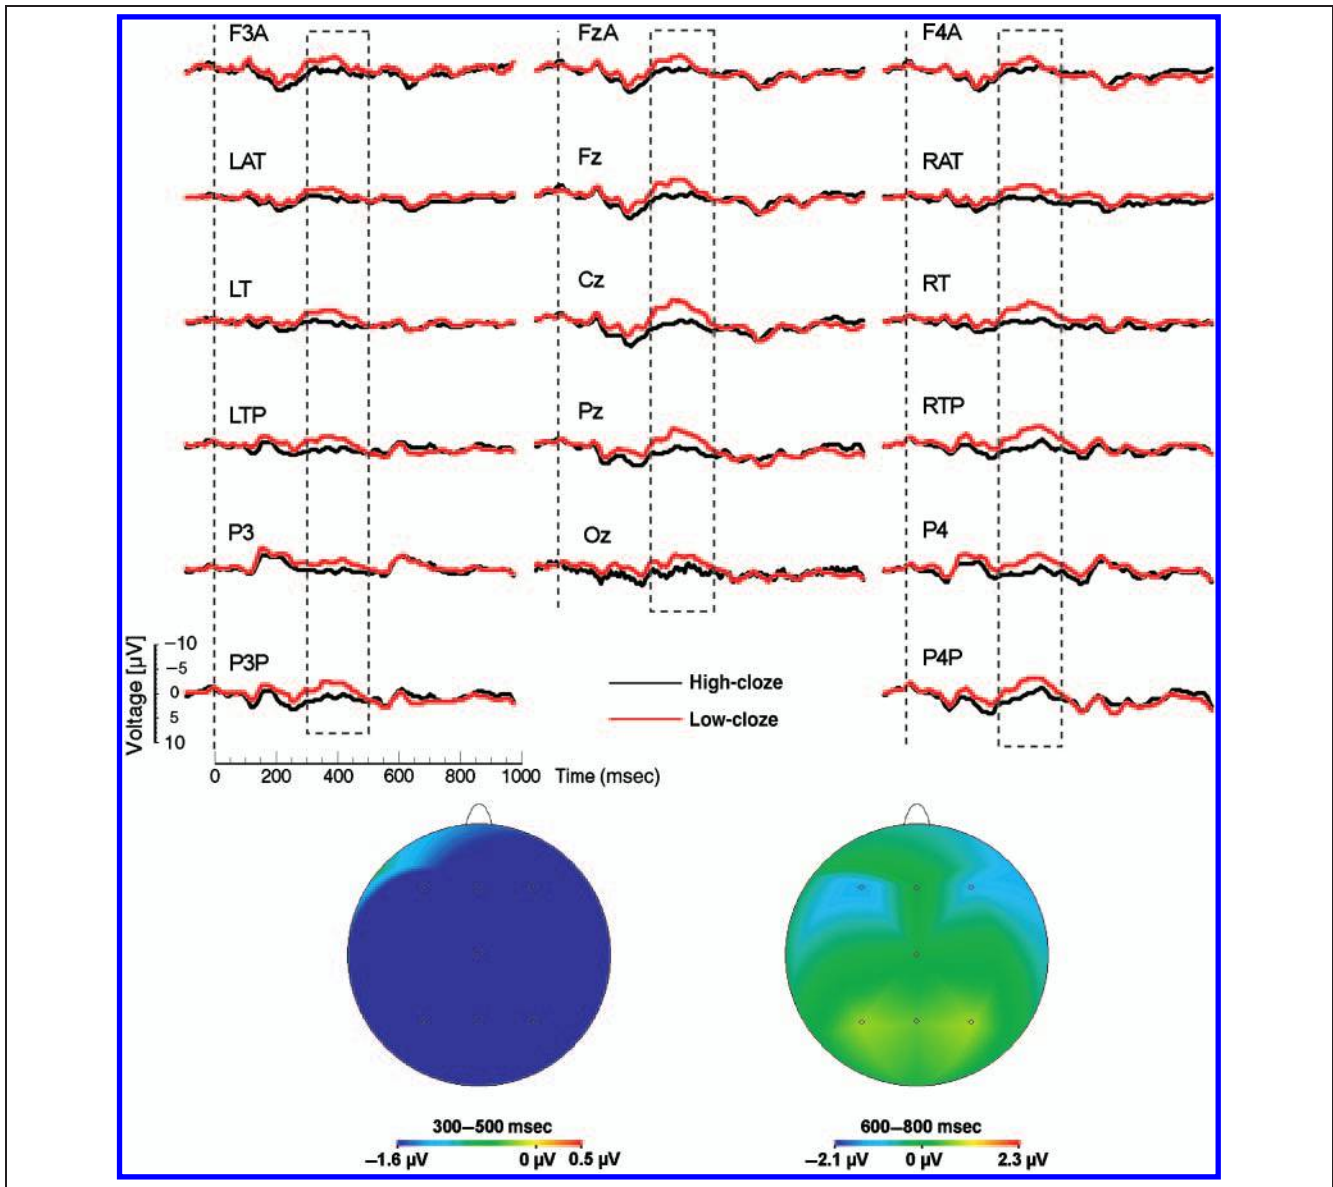 F3A FzA F4A
LAT Fz RAT
LT Cz RT
LTP Pz RTP
P3 Oz P4
P3P P4P
Voltage [µV]
−10
−5
0
5
10
High-cloze
Low-cloze
0 200 400 600 800 1000 Time (msec)
300–500 msec 600–800 msec
−1.6 µV 0 µV 0.5 µV −2.1 µV 0 µV 2.3 µV